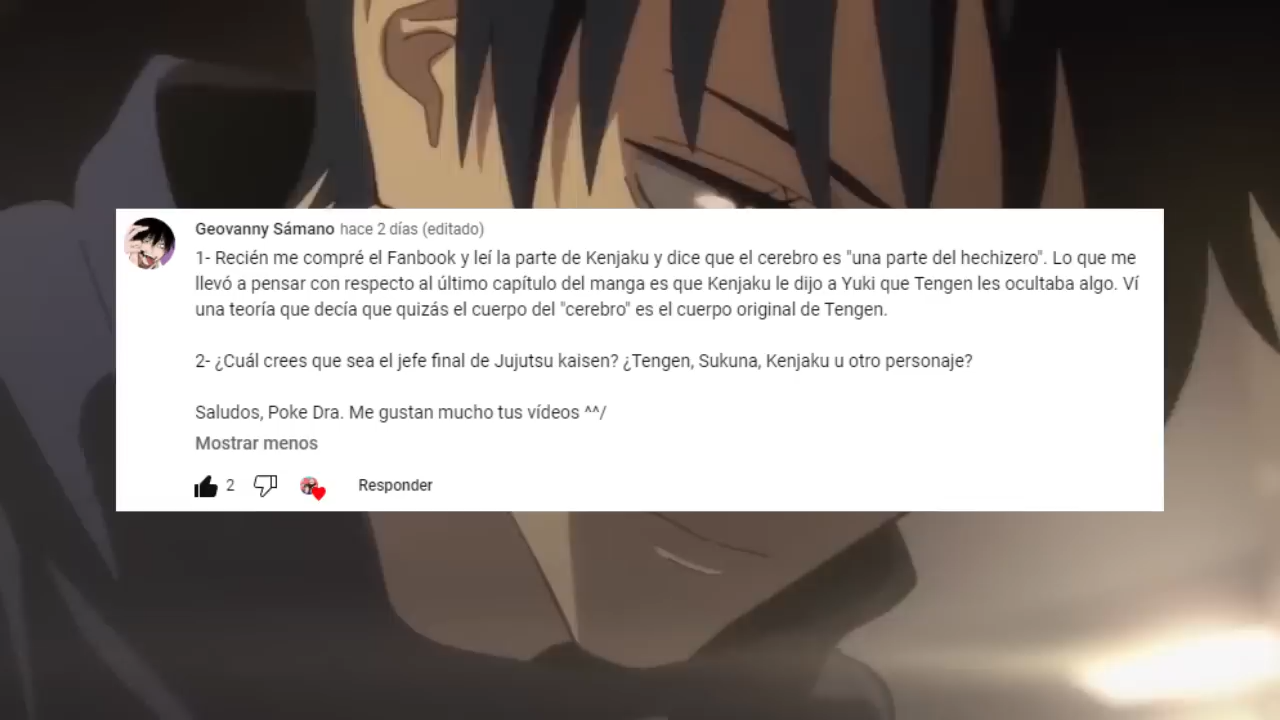 Geovanny Sámano hace 2 días (editado)
1- Recién me compré el Fanbook y leí la parte de Kenjaku y dice que el cerebro es "una parte del hechizero". Lo que me
llevó a pensar con respecto al último capítulo del manga es que Kenjaku le dijo a Yuki que Tengen les ocultaba algo. Ví
una teoría que decía que quizás el cuerpo del "cerebro" es el cuerpo original de Tengen.
2- ¿Cuál crees que sea el jefe final de Jujutsu kaisen? ¿Tengen, Sukuna, Kenjaku u otro personaje?
Saludos, Poke Dra. Me gustan mucho tus vídeos ^^/
Mostrar menos
2
Responder